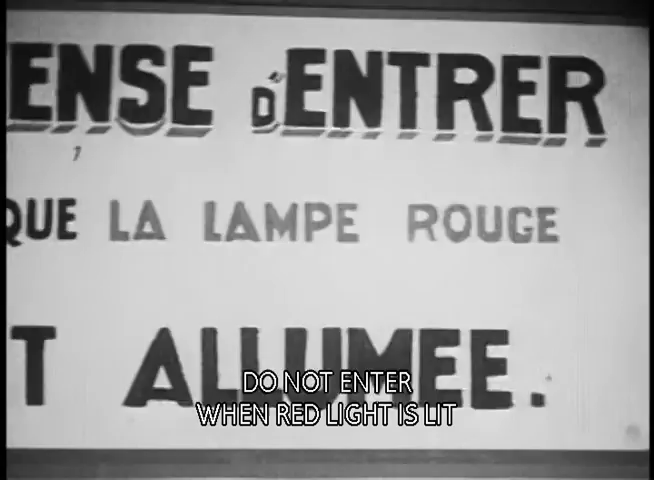 ENSE D'ENTRER
QUE LA LAMPE ROUGE
T ALLUMEE.
DO NOT ENTER
WHEN RED LIGHT IS LIT